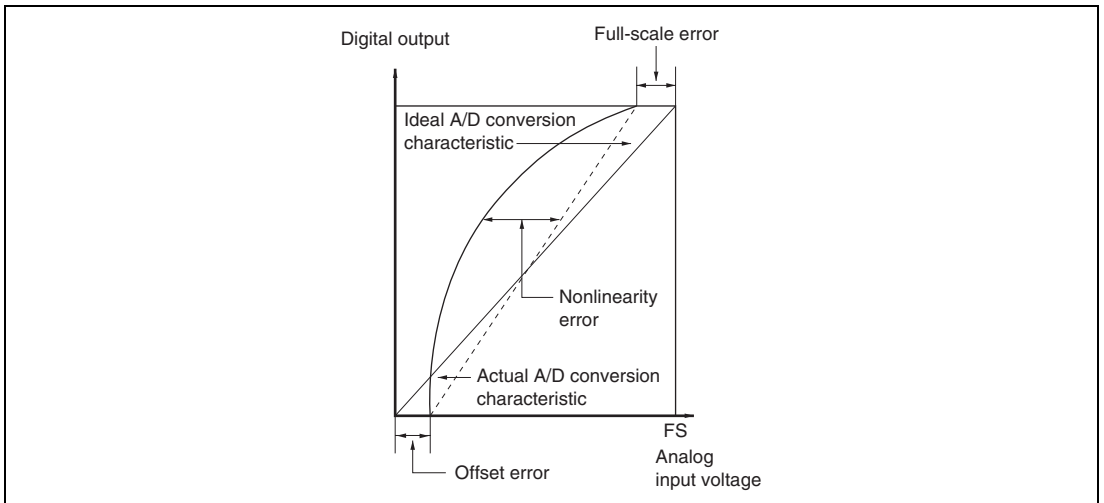 Digital output
Full-scale error
Ideal A/D conversion
characteristic
Nonlinearity
error
Actual A/D conversion
characteristic
FS
Analog
input voltage
Offset error